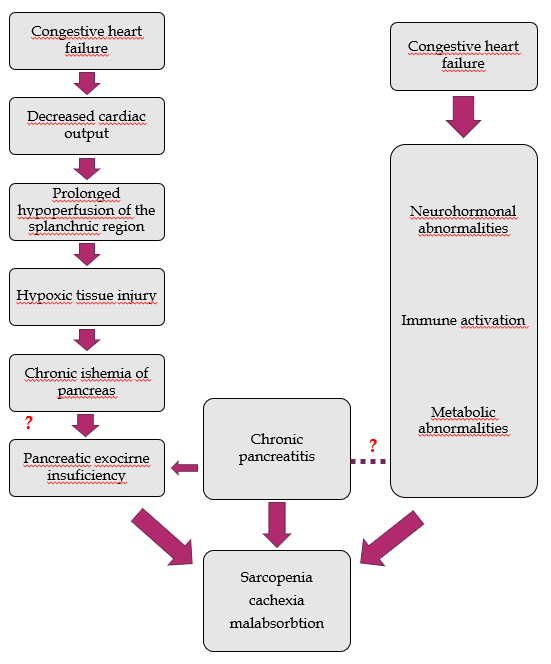 Congestive heart
failure
Decreased cardiac
output
Prolonged
hypoperfusion of the
splanchnic region
Hypoxic tissue injury
Chronic ishemia of
pancreas
?
Pancreatic exocirne
insuficiency
Chronic
pancreatitis
?
Congestive heart
failure
Neurohormonal
abnormalities
Immune activation
Metabolic
abnormalities
Sarcopenia
cachexia
malabsorbtion